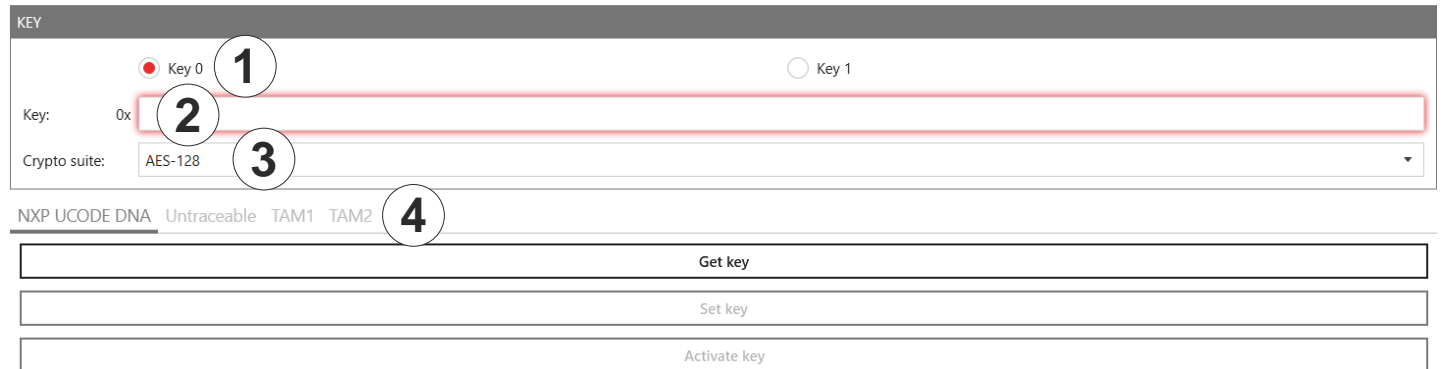 KEY
Key 0 1 Key 1
Key: 0x 2
Crypto suite: AES-128 3
NXP UCODE DNA Untraceable TAM1 TAM2 4
Get key
Set key
Activate key